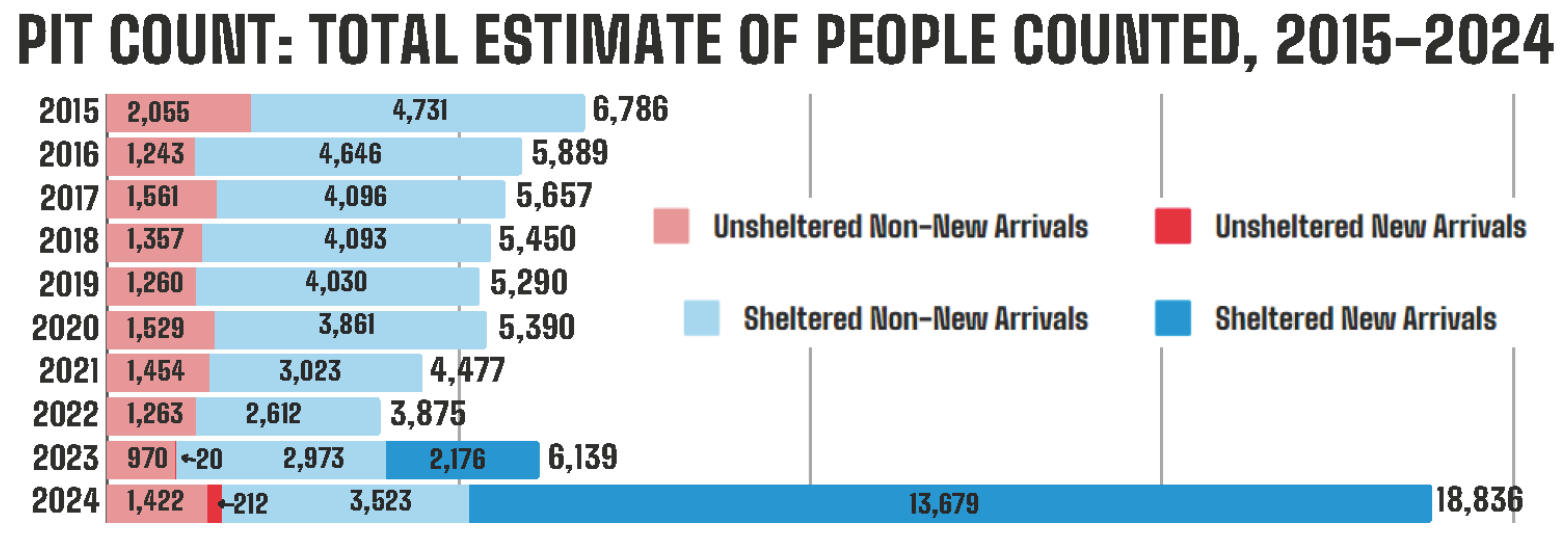 PIT COUNT: TOTAL ESTIMATE OF PEOPLE COUNTED, 2015–2024
2015 2,055 4,731 6,786
2016 1,243 4,646 5,889
2017 1,561 4,096 5,657
2018 1,357 4,093 5,450
2019 1,260 4,030 5,290
2020 1,529 3,861 5,390
2021 1,454 3,023 4,477
2022 1,263 2,612 3,875
2023 970 ←20 2,973 2,176 6,139
2024 1,422 ←212 3,523 13,679 18,836
Unsheltered Non-New Arrivals Unsheltered New Arrivals
Sheltered Non-New Arrivals Sheltered New Arrivals